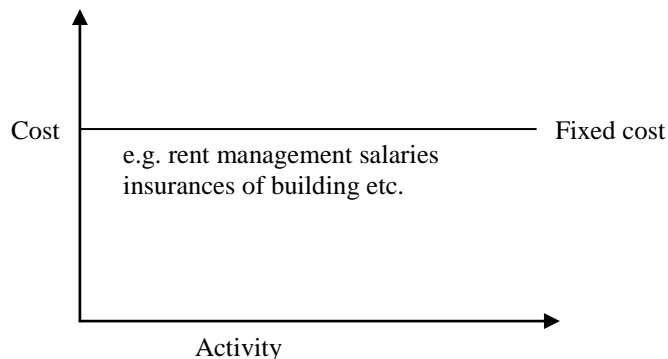 Cost
Fixed cost
e.g. rent management salaries
insurances of building etc.
Activity